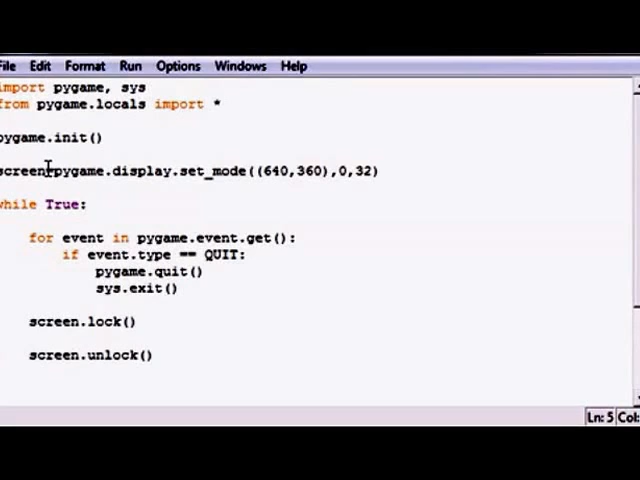 File Edit Format Run Options Windows Help
import pygame, sys
from pygame.locals import *
pygame.init()
screen=pygame.display.set_mode((640,360),0,32)
while True:
for event in pygame.event.get():
if event.type == QUIT:
pygame.quit()
sys.exit()
screen.lock()
screen.unlock()
Ln: 5 Col: